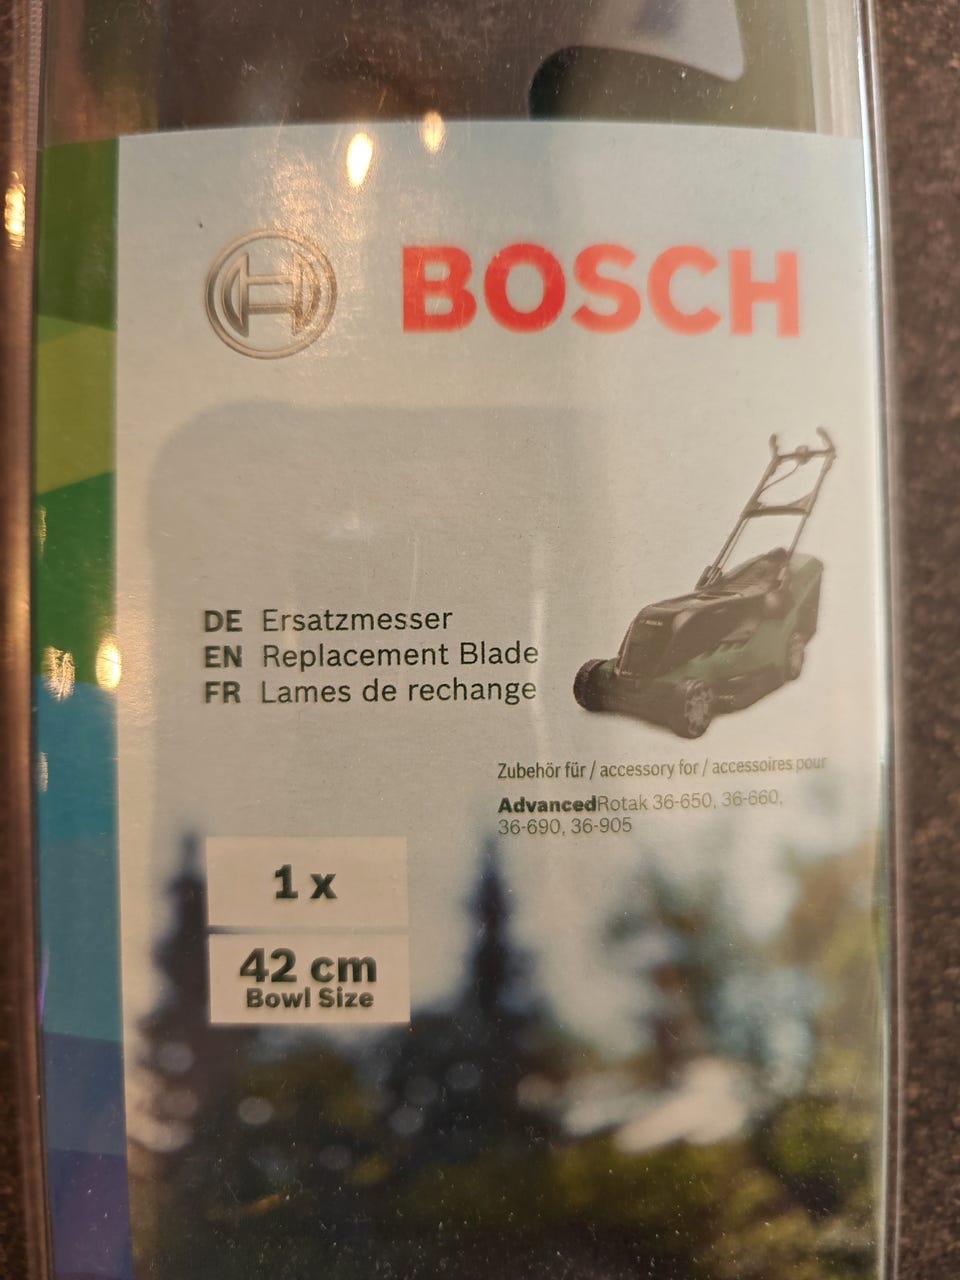 BOSCH
DE Ersatzmesser
EN Replacement Blade
FR Lames de rechange
Zubehör für / accessory for / accessoires pour
AdvancedRotak 36-650, 36-660,
36-690, 36-905
1 x
42 cm
Bowl Size